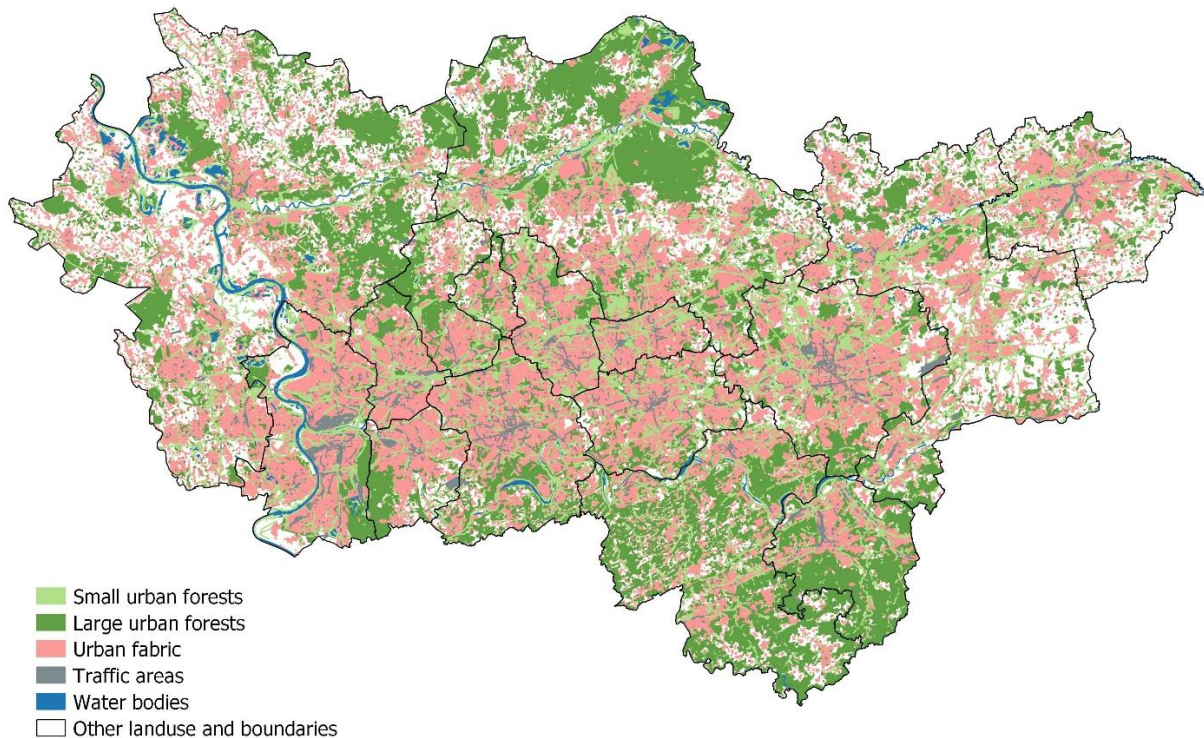 Small urban forests
Large urban forests
Urban fabric
Traffic areas
Water bodies
Other landuse and boundaries